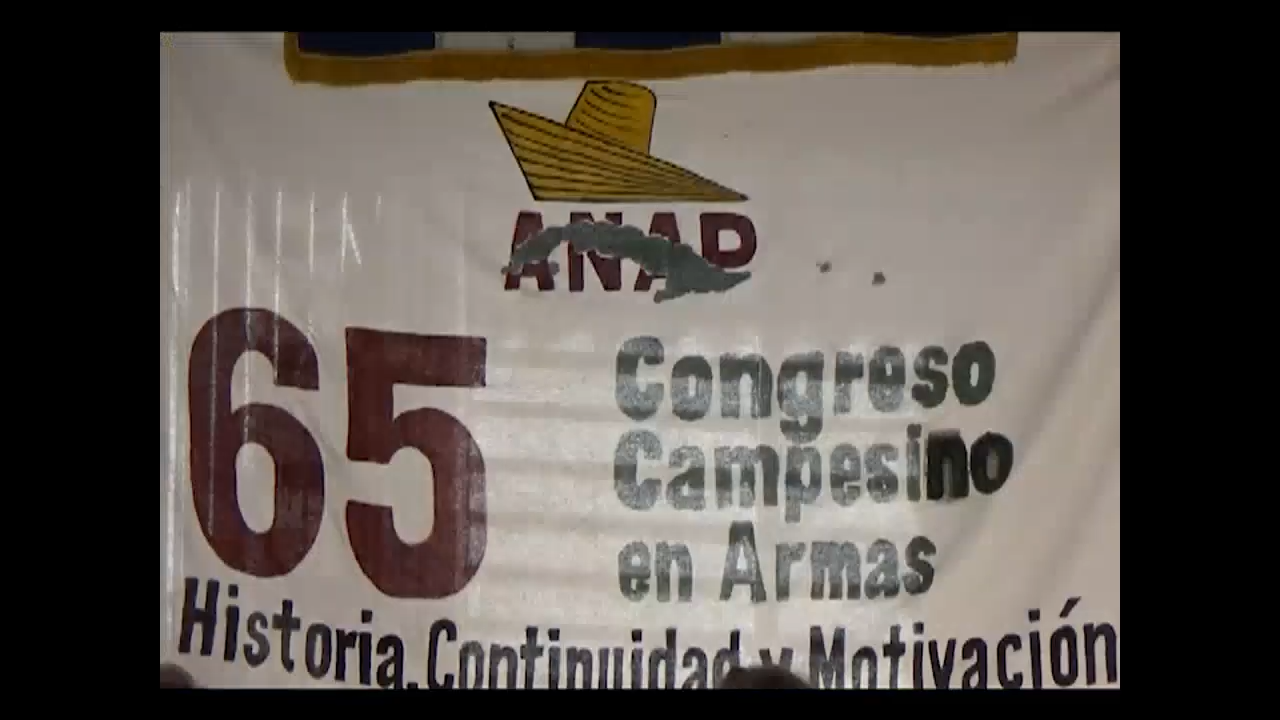 ANAP
65
Congreso
Campesino
en Armas
Historia, Continuidad y Motivación